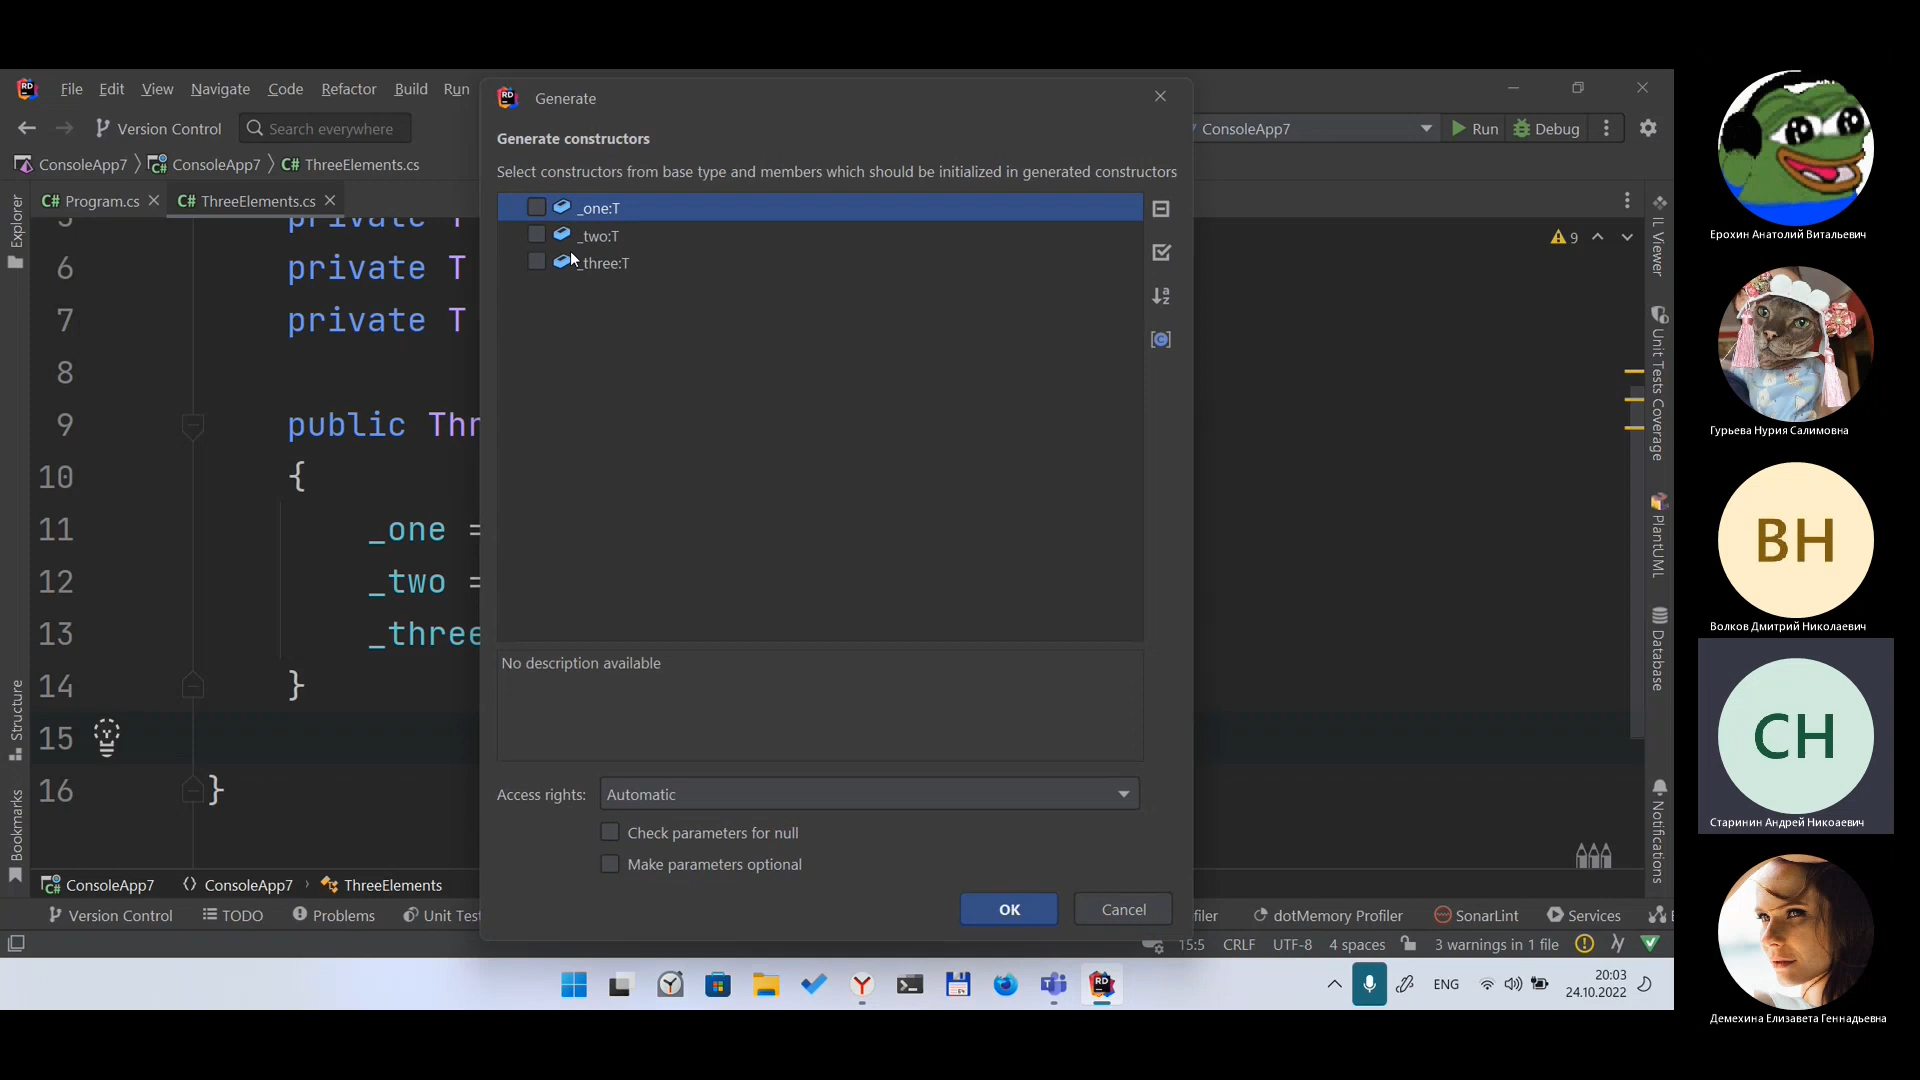 File Edit View Navigate Code Refactor Build Run
Generate
Version Control
Search everywhere
Generate constructors
ConsoleApp7
Run
Debug
ConsoleApp7
ConsoleApp7
C# ThreeElements.cs
Select constructors from base type and members which should be initialized in generated constructors
C# Program.cs
C# ThreeElements.cs
_one:T
_two:T
_three:T
9
Explorer
Structure
Bookmarks
IL Viewer
Unit Tests Coverage
PlantUML
Database
Notifications
private T
6 private T
7 private T
8
9 public Thr
10 {
11 _one =
12 _two =
13 _three
14 }
15
16 }
No description available
Access rights:
Automatic
Check parameters for null
Make parameters optional
OK
Cancel
ConsoleApp7
ConsoleApp7
ThreeElements
Version Control
TODO
Problems
Unit Tes
filer
dotMemory Profiler
SonarLint
Services
15:5
CRLF
UTF-8
4 spaces
3 warnings in 1 file
ENG
20:03
24.10.2022
Ерохин Анатолий Витальевич
Гурьева Нурия Салимовна
ВН
Волков Дмитрий Николаевич
СН
Старинин Андрей Никоаевич
Демехина Елизавета Геннадьевна